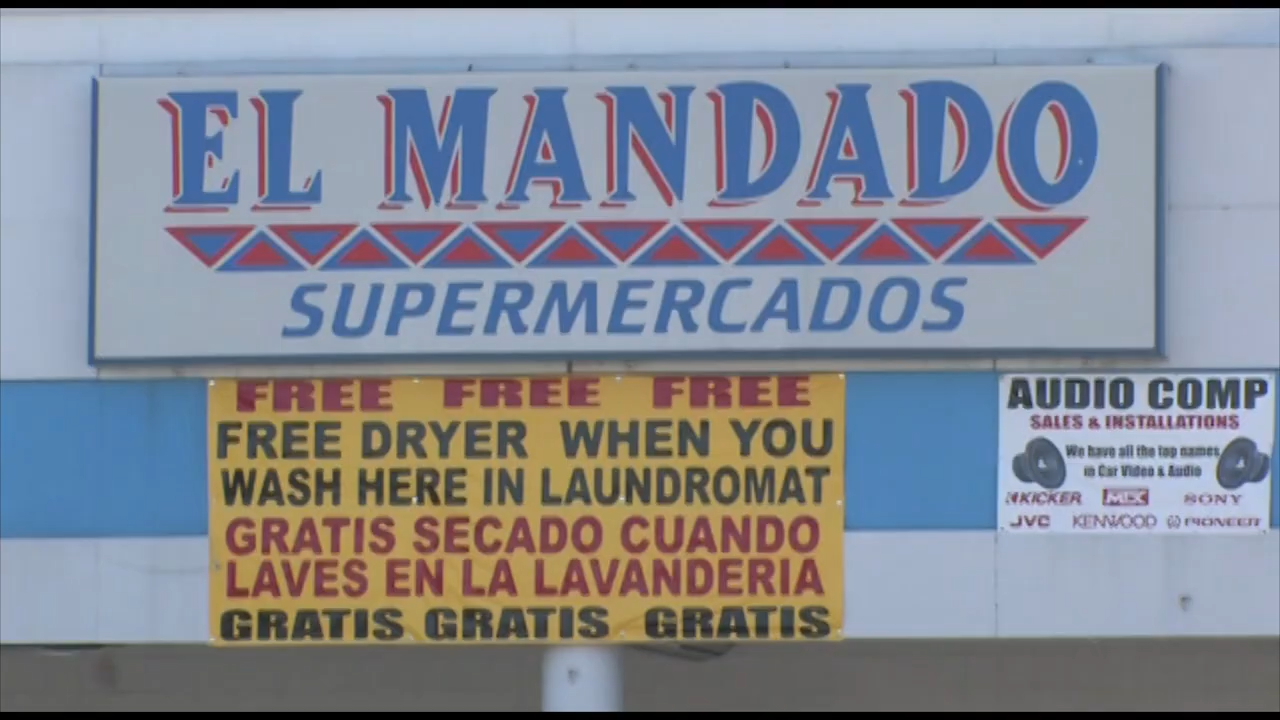 EL MANDADO
SUPERMERCADOS
FREE FREE FREE
FREE DRYER WHEN YOU
WASH HERE IN LAUNDROMAT
GRATIS SECADO CUANDO
LAVES EN LA LAVANDERIA
GRATIS GRATIS GRATIS
AUDIO COMP
SALES & INSTALLATIONS
We have all the top names
in Car Video & Audio
KICKER MTX SONY
JVC KENWOOD PIONEER